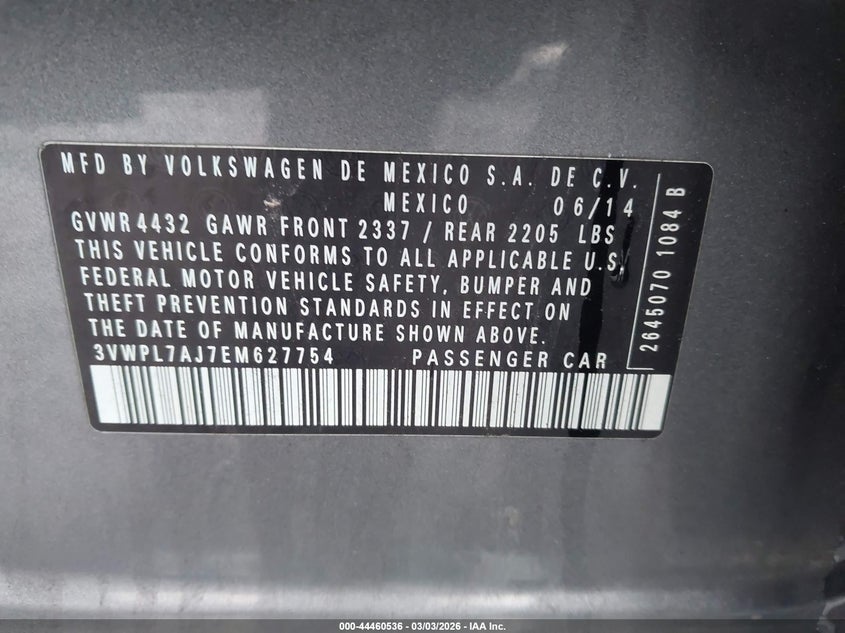 MFD BY VOLKSWAGEN DE MEXICO S.A. DE C.V.
MEXICO 06/14
GVWR 4432 GAWR FRONT 2337 / REAR 2205 LBS
THIS VEHICLE CONFORMS TO ALL APPLICABLE U.S.
FEDERAL MOTOR VEHICLE SAFETY, BUMPER AND
THEFT PREVENTION STANDARDS IN EFFECT ON
THE DATE OF MANUFACTURE SHOWN ABOVE.
3VWPL7AJ7EM627754 PASSENGER CAR
2645070 1084 B
000-44460536 - 03/03/2026 - IAA Inc.